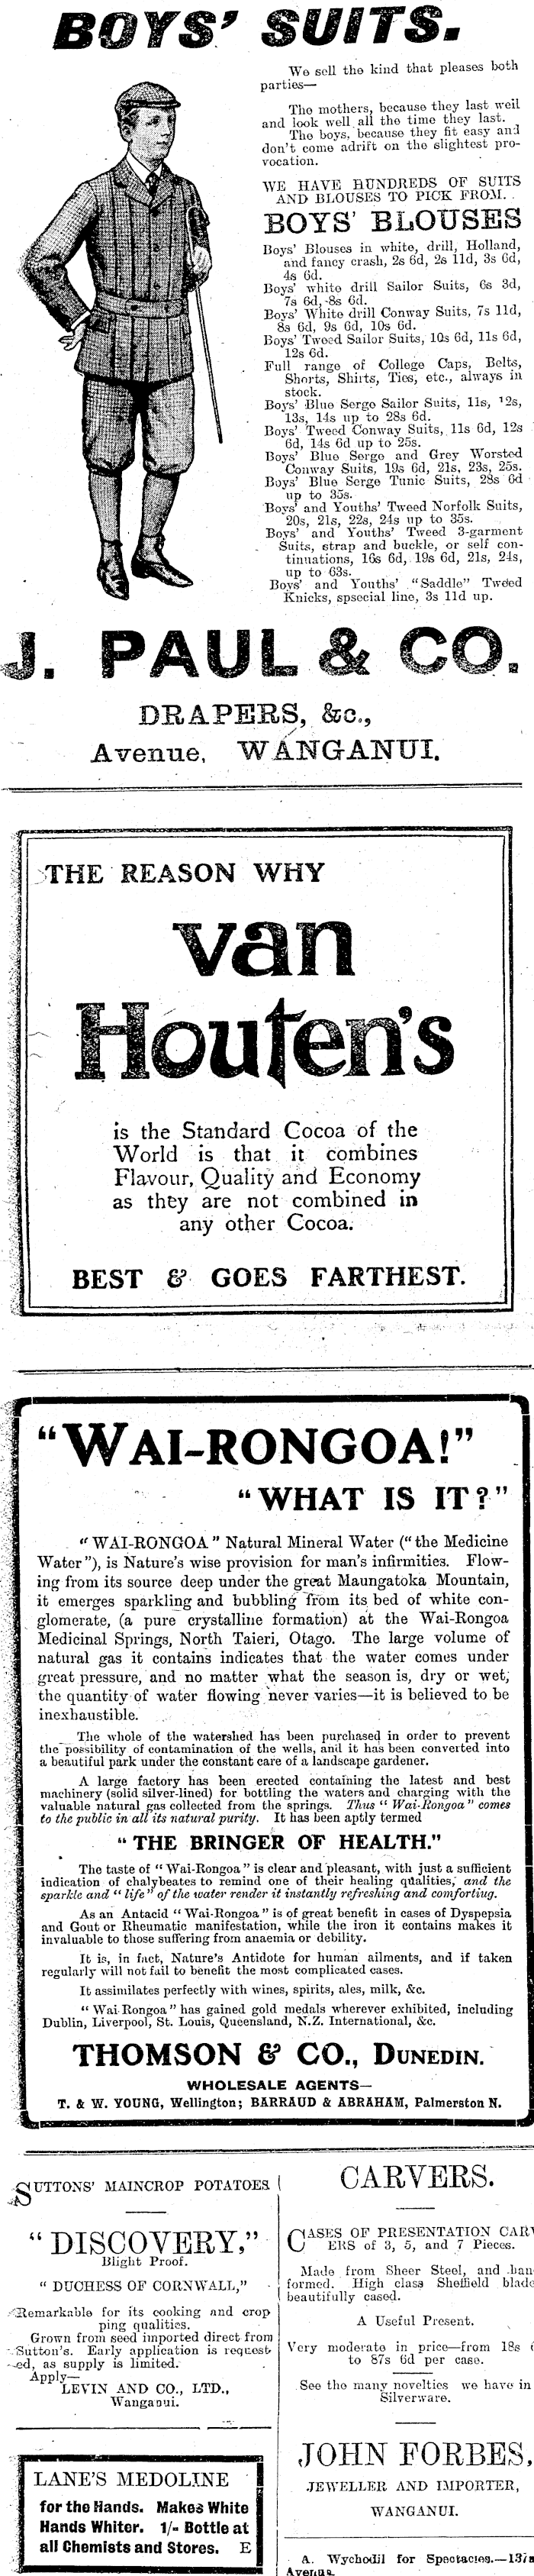 BOYS' SUITS.
We sell the kind that pleases both
parties—
The mothers, because they last well
and look well all the time they last.
The boys, because they fit easy and
don't come adrift on the slightest pro-
vocation.
WE HAVE HUNDREDS OF SUITS
AND BLOUSES TO PICK FROM.
BOYS' BLOUSES
Boys' Blouses in white, drill, Holland,
and fancy crash, 2s 6d, 2s 11d, 3s 6d,
4s 6d.
Boys' white drill Sailor Suits, 6s 3d,
7s 6d, 8s 6d.
Boys' White drill Conway Suits, 7s 11d,
8s 6d, 9s 6d, 10s 6d.
Boys' Tweed Sailor Suits, 10s 6d, 11s 6d,
12s 6d.
Full range of College Caps, Belts,
Shorts, Shirts, Ties, etc., always in
stock.
Boys' Blue Serge Sailor Suits, 11s, 12s,
13s, 14s up to 28s 6d.
Boys' Tweed Conway Suits, 11s 6d, 12s
6d, 14s 6d up to 25s.
Boys' Blue Serge and Grey Worsted
Conway Suits, 19s 6d, 21s, 23s, 25s.
Boys' Blue Serge Tunic Suits, 28s 6d
up to 35s.
Boys' and Youths' Tweed Norfolk Suits,
20s, 21s, 22s, 24s up to 35s.
Boys' and Youths' Tweed 3-garment
Suits, strap and buckle, or self con-
tinuations, 16s 6d, 19s 6d, 21s, 24s,
up to 63s.
Boys' and Youths' "Saddle" Tweed
Knicks, spsecial line, 3s 11d up.
J. PAUL & CO.
DRAPERS, &c.,
Avenue, WANGANUI.
THE REASON WHY
van
Houten's
is the Standard Cocoa of the
World is that it combines
Flavour, Quality and Economy
as they are not combined in
any other Cocoa.
BEST & GOES FARTHEST.
"WAI-RONGOA!"
"WHAT IS IT?"
"WAI-RONGOA" Natural Mineral Water ("the Medicine
Water"), is Nature's wise provision for man's infirmities. Flow-
ing from its source deep under the great Maungatoka Mountain,
it emerges sparkling and bubbling from its bed of white con-
glomerate, (a pure crystalline formation) at the Wai-Rongoa
Medicinal Springs, North Taieri, Otago. The large volume of
natural gas it contains indicates that the water comes under
great pressure, and no matter what the season is, dry or wet,
the quantity of water flowing never varies—it is believed to be
inexhaustible.
The whole of the watershed has been purchased in order to prevent
the possibility of contamination of the wells, and it has been converted into
a beautiful park under the constant care of a landscape gardener.
A large factory has been erected containing the latest and best
machinery (solid silver-lined) for bottling the waters and charging with the
valuable natural gas collected from the springs. Thus "Wai-Rongoa" comes
to the public in all its natural purity. It has been aptly termed
"THE BRINGER OF HEALTH."
The taste of "Wai-Rongoa" is clear and pleasant, with just a sufficient
indication of chalybeates to remind one of their healing qualities, and the
sparkle and "life" of the water render it instantly refreshing and comforting.
As an Antacid "Wai-Rongoa" is of great benefit in cases of Dyspepsia
and Gout or Rheumatic manifestation, while the iron it contains makes it
invaluable to those suffering from anaemia or debility.
It is, in fact, Nature's Antidote for human ailments, and if taken
regularly will not fail to benefit the most complicated cases.
It assimilates perfectly with wines, spirits, ales, milk, &c.
"Wai-Rongoa" has gained gold medals wherever exhibited, including
Dublin, Liverpool, St. Louis, Queensland, N.Z. International, &c.
THOMSON & CO., DUNEDIN.
WHOLESALE AGENTS—
T. & W. YOUNG, Wellington; BARRAUD & ABRAHAM, Palmerston N.
SUTTONS' MAINCROP POTATOES
"DISCOVERY,"
Blight Proof.
"DUCHESS OF CORNWALL,"
Remarkable for its cooking and crop
ping qualities.
Grown from seed imported direct from
Sutton's. Early application is request
ed, as supply is limited.
Apply—
LEVIN AND CO., LTD.,
Wanganui.
LANE'S MEDOLINE
for the Hands. Makes White
Hands Whiter. 1/- Bottle at
all Chemists and Stores. E
CARVERS.
CASES OF PRESENTATION CARV
ERS of 3, 5, and 7 Pieces.
Made from Sheer Steel, and han
formed. High class Sheffield blade
beautifully cased.
A Useful Present.
Very moderate in price—from 18s
to 87s 6d per case.
See the many novelties we have in
Silverware.
JOHN FORBES,
JEWELLER AND IMPORTER,
WANGANUI.
A. Wychodil for Spectacles.—137a
Avenue.